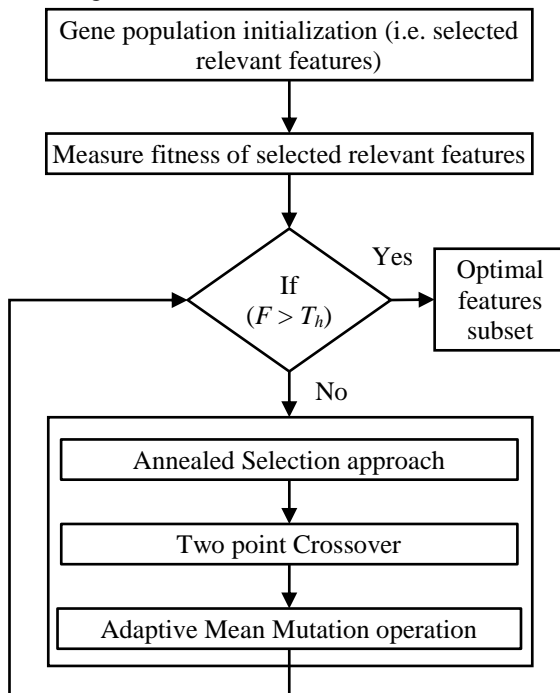 Gene population initialization (i.e. selected
relevant features)
Measure fitness of selected relevant features
If
(F > Th)
Yes
Optimal
features
subset
No
Annealed Selection approach
Two point Crossover
Adaptive Mean Mutation operation